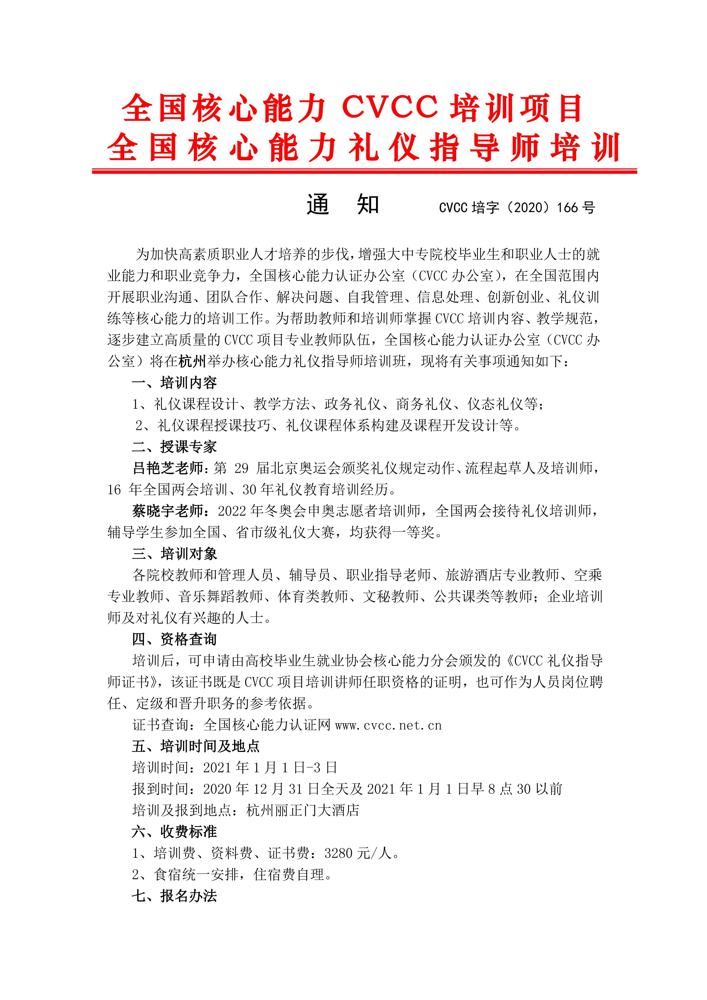 全国核心能力 CVCC 培训项目
全国核心能力礼仪指导师培训
通 知 CVCC 培字（2020）166 号
为加快高素质职业人才培养的步伐，增强大中专院校毕业生和职业人士的就
业能力和职业竞争力，全国核心能力认证办公室（CVCC 办公室），在全国范围内
开展职业沟通、团队合作、解决问题、自我管理、信息处理、创新创业、礼仪训
练等核心能力的培训工作。为帮助教师和培训师掌握 CVCC 培训内容、教学规范，
逐步建立高质量的 CVCC 项目专业教师队伍，全国核心能力认证办公室（CVCC 办
公室）将在杭州举办核心能力礼仪指导师培训班，现将有关事项通知如下：
一、培训内容
1、礼仪课程设计、教学方法、政务礼仪、商务礼仪、仪态礼仪等；
2、礼仪课程授课技巧、礼仪课程体系构建及课程开发设计等。
二、授课专家
吕艳芝老师：第 29 届北京奥运会颁奖礼仪规定动作、流程起草人及培训师，
16 年全国两会培训、30 年礼仪教育培训经历。
蔡晓宇老师：2022 年冬奥会申奥志愿者培训师，全国两会接待礼仪培训师，
辅导学生参加全国、省市级礼仪大赛，均获得一等奖。
三、培训对象
各院校教师和管理人员、辅导员、职业指导老师、旅游酒店专业教师、空乘
专业教师、音乐舞蹈教师、体育类教师、文秘教师、公共课类等教师；企业培训
师及对礼仪有兴趣的人士。
四、资格查询
培训后，可申请由高校毕业生就业协会核心能力分会颁发的《CVCC 礼仪指导
师证书》，该证书既是 CVCC 项目培训讲师任职资格的证明，也可作为人员岗位聘
任、定级和晋升职务的参考依据。
证书查询：全国核心能力认证网 www.cvcc.net.cn
五、培训时间及地点
培训时间：2021 年 1 月 1 日-3 日
报到时间：2020 年 12 月 31 日全天及 2021 年 1 月 1 日早 8 点 30 以前
培训及报到地点：杭州丽正门大酒店
六、收费标准
1、培训费、资料费、证书费：3280 元/人。
2、食宿统一安排，住宿费自理。
七、报名办法